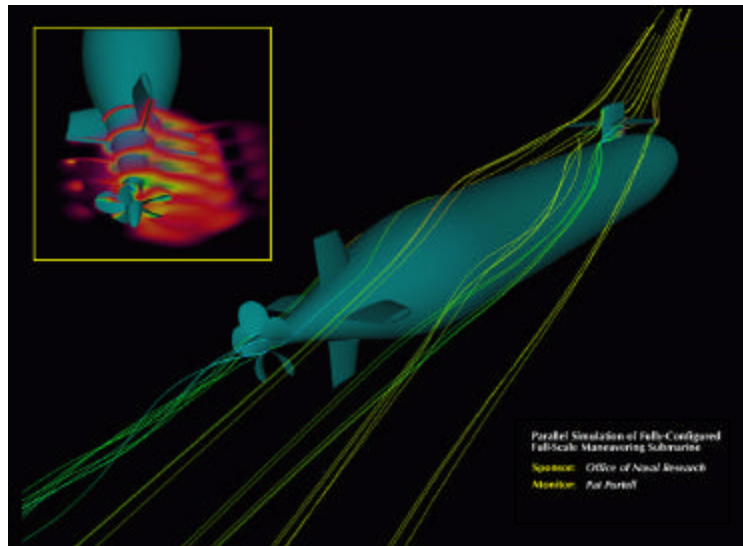 Parallel Simulation of Fully-Configured
Full-Scale Maneuvering Submarine
Sponsor: Office of Naval Research
Monitor: Pat Purtell